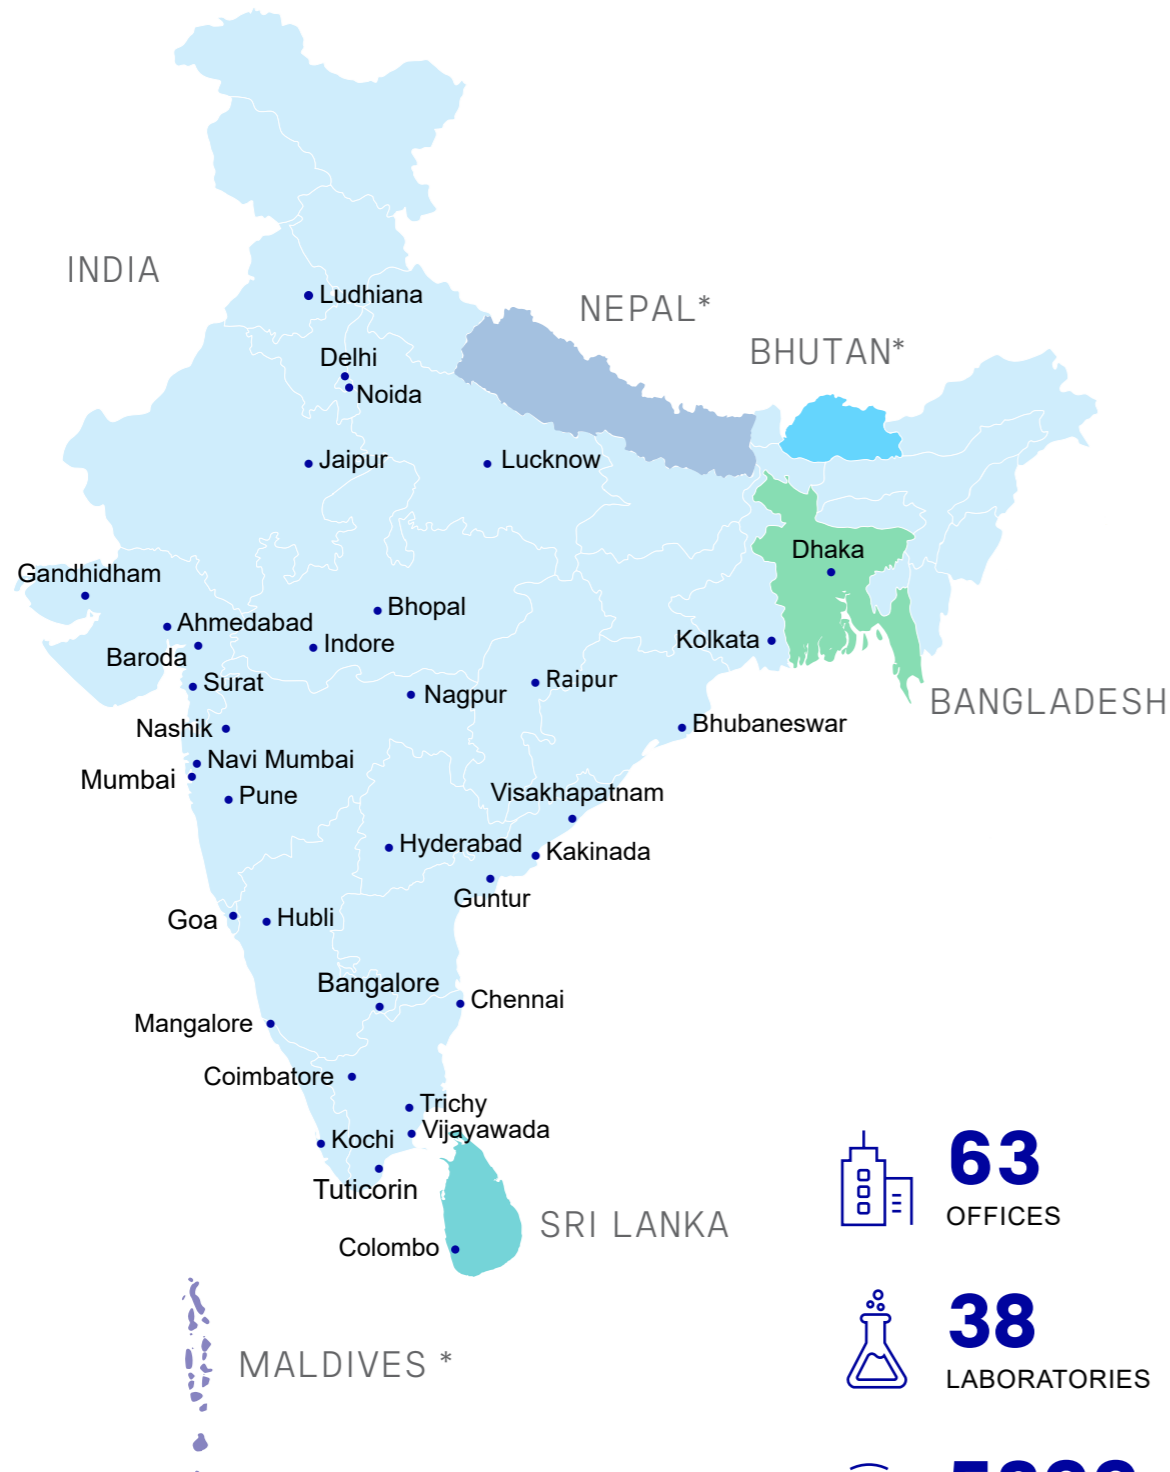 INDIA
Ludhiana
NEPAL*
BHUTAN*
Delhi
Noida
Jaipur
Lucknow
Dhaka
Gandhidham
Bhopal
Ahmedabad
Indore
Kolkata
Baroda
Surat
Nagpur
Raipur
BANGLADESH
Nashik
Bhubaneswar
Navi Mumbai
Mumbai
Pune
Visakhapatnam
Hyderabad
Kakinada
Guntur
Goa
Hubli
Bangalore
Chennai
Mangalore
Coimbatore
Trichy
Vijayawada
Kochi
Tuticorin
SRI LANKA
Colombo
MALDIVES *
63
OFFICES
38
LABORATORIES